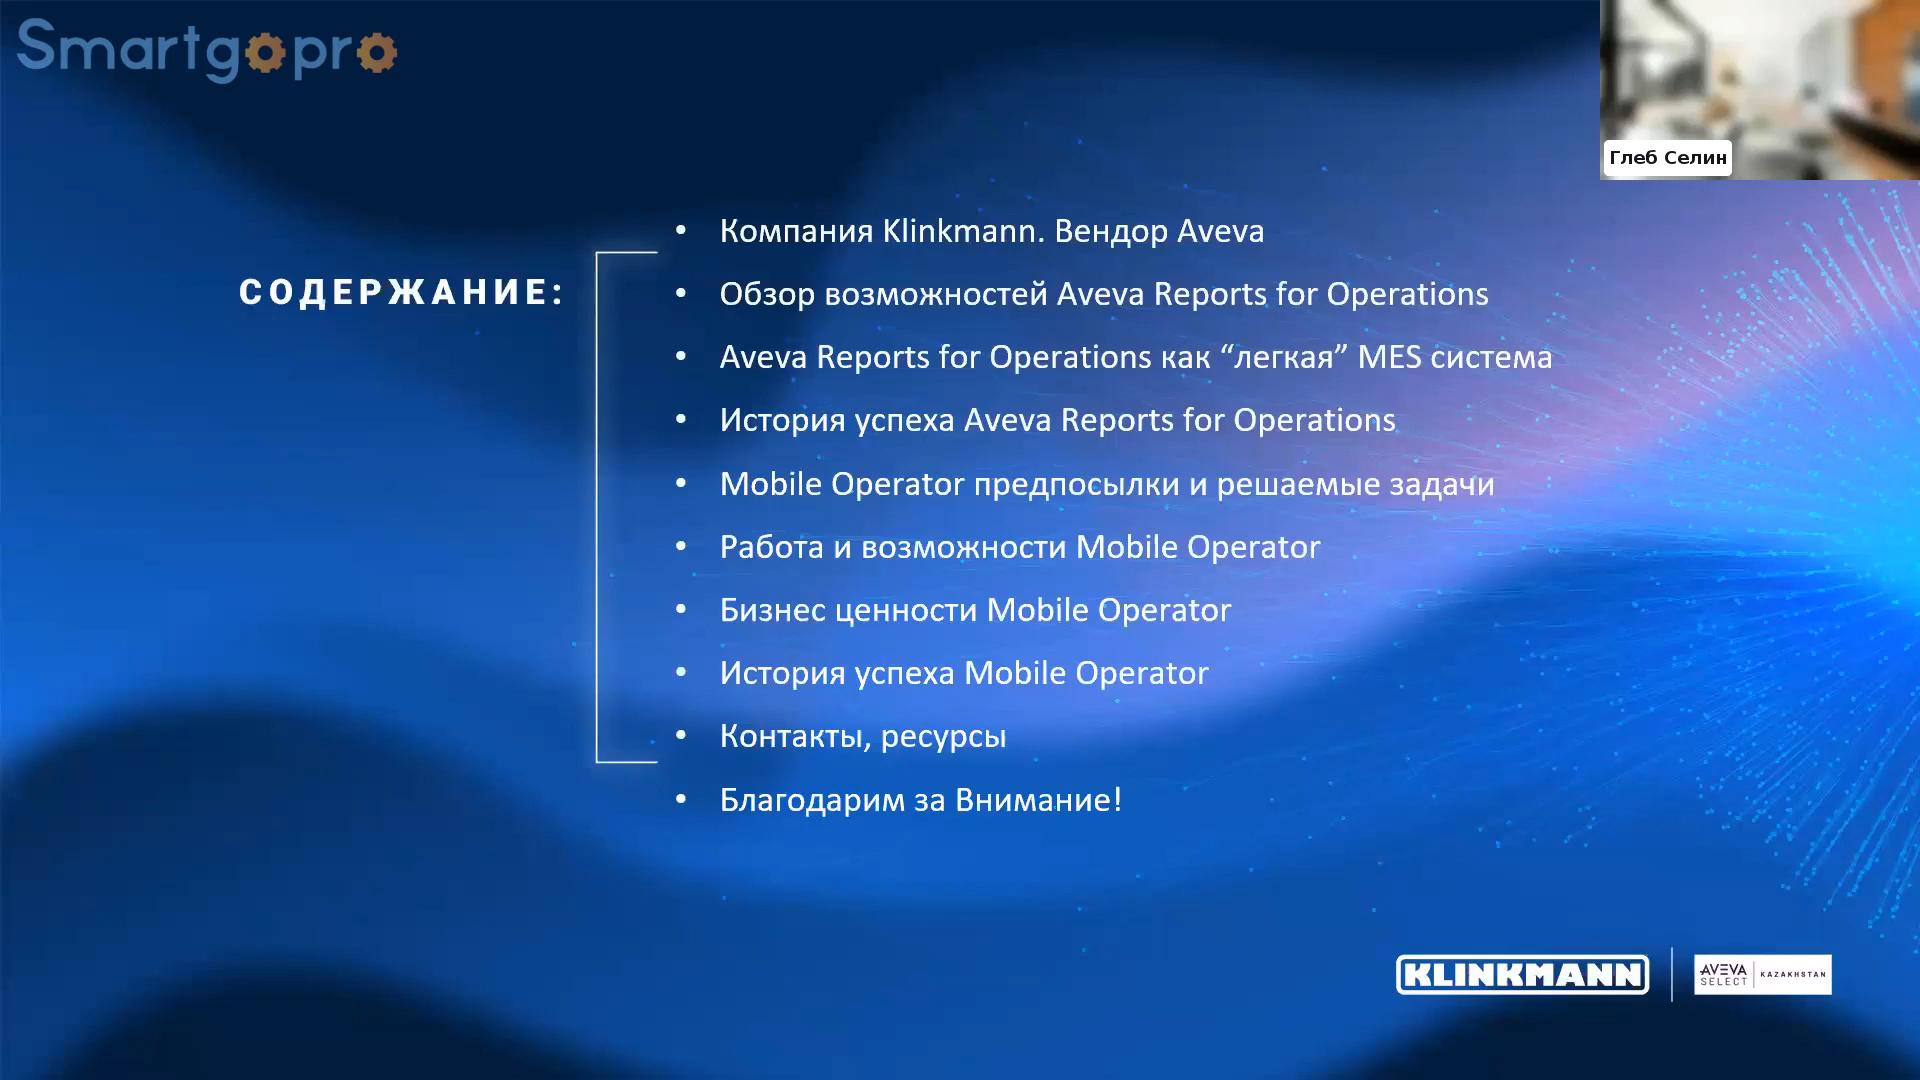 Smartgopro
Глеб Селин
СОДЕРЖАНИЕ:
• Компания Klinkmann. Вендор Aveva
• Обзор возможностей Aveva Reports for Operations
• Aveva Reports for Operations как “легкая” MES система
• История успеха Aveva Reports for Operations
• Mobile Operator предпосылки и решаемые задачи
• Работа и возможности Mobile Operator
• Бизнес ценности Mobile Operator
• История успеха Mobile Operator
• Контакты, ресурсы
• Благодарим за Внимание!
KLINKMANN
AVEVA
SELECT
KAZAKHSTAN